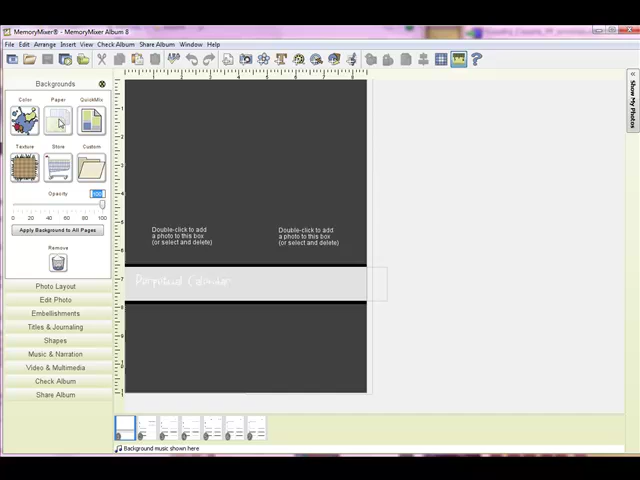 MemoryMixer® - MemoryMixer Album 8
File Edit Arrange Insert View Check Album Share Album Window Help
Backgrounds
Color Paper QuickMix
Texture Store Custom
Opacity 100
0 20 40 60 80 100
Apply Background to All Pages
Remove
Photo Layout
Edit Photo
Embellishments
Titles & Journaling
Shapes
Music & Narration
Video & Multimedia
Check Album
Share Album
Double-click to add
a photo to this box
(or select and delete)
Double-click to add
a photo to this box
(or select and delete)
Perpetual Calendar
Show My Photos
Background music shown here